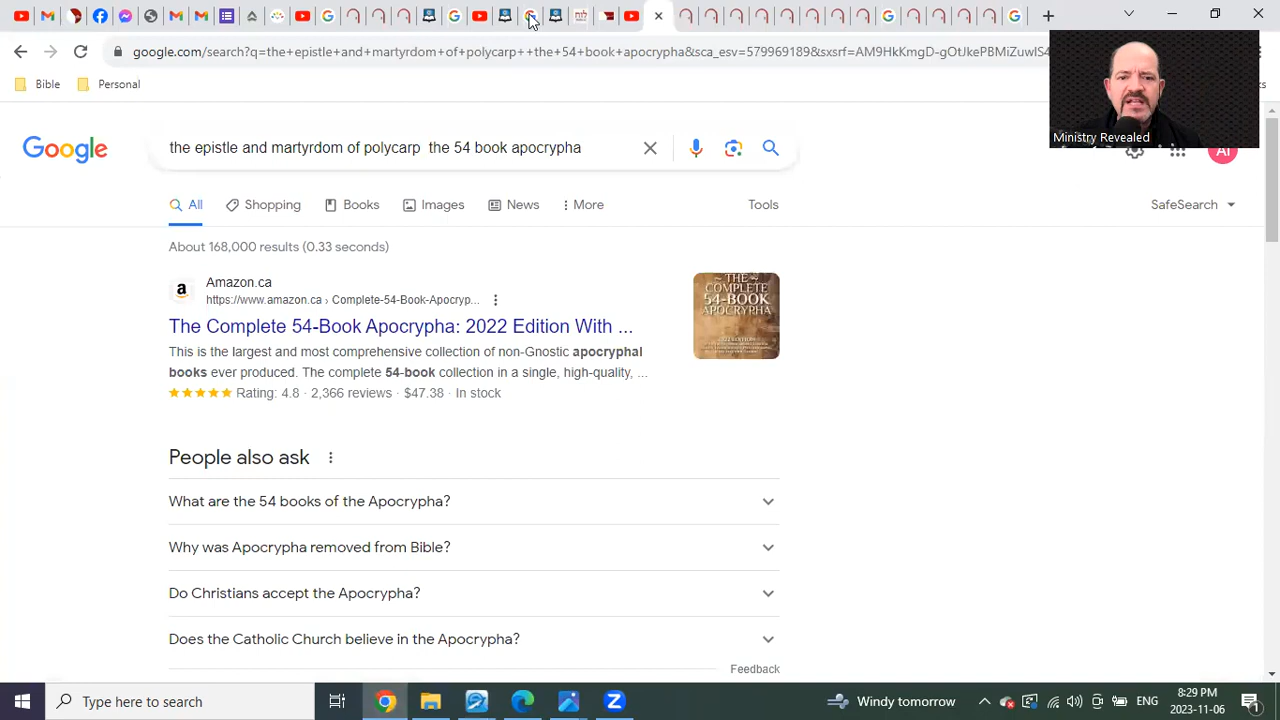 google.com/search?q=the+epistle+and+martyrdom+of+polycarp++the+54+book+apocrypha&sca_esv=579969189&sxsrf=AM9HkKmgD-gOtJkePBMiZuwIS4
Bible
Personal
Ministry Revealed
Google
the epistle and martyrdom of polycarp  the 54 book apocrypha
AI
All
Shopping
Books
Images
News
More
Tools
SafeSearch
About 168,000 results (0.33 seconds)
a
Amazon.ca
https://www.amazon.ca › Complete-54-Book-Apocryp...
The Complete 54-Book Apocrypha: 2022 Edition With ...
This is the largest and most comprehensive collection of non-Gnostic apocryphal
books ever produced. The complete 54-book collection in a single, high-quality, ...
Rating: 4.8 · 2,366 reviews · $47.38 · In stock
~ THE ~
COMPLETE
54-BOOK
APOCRYPHA
People also ask
What are the 54 books of the Apocrypha?
Why was Apocrypha removed from Bible?
Do Christians accept the Apocrypha?
Does the Catholic Church believe in the Apocrypha?
Feedback
Type here to search
Windy tomorrow
ENG
8:29 PM
2023-11-06
1